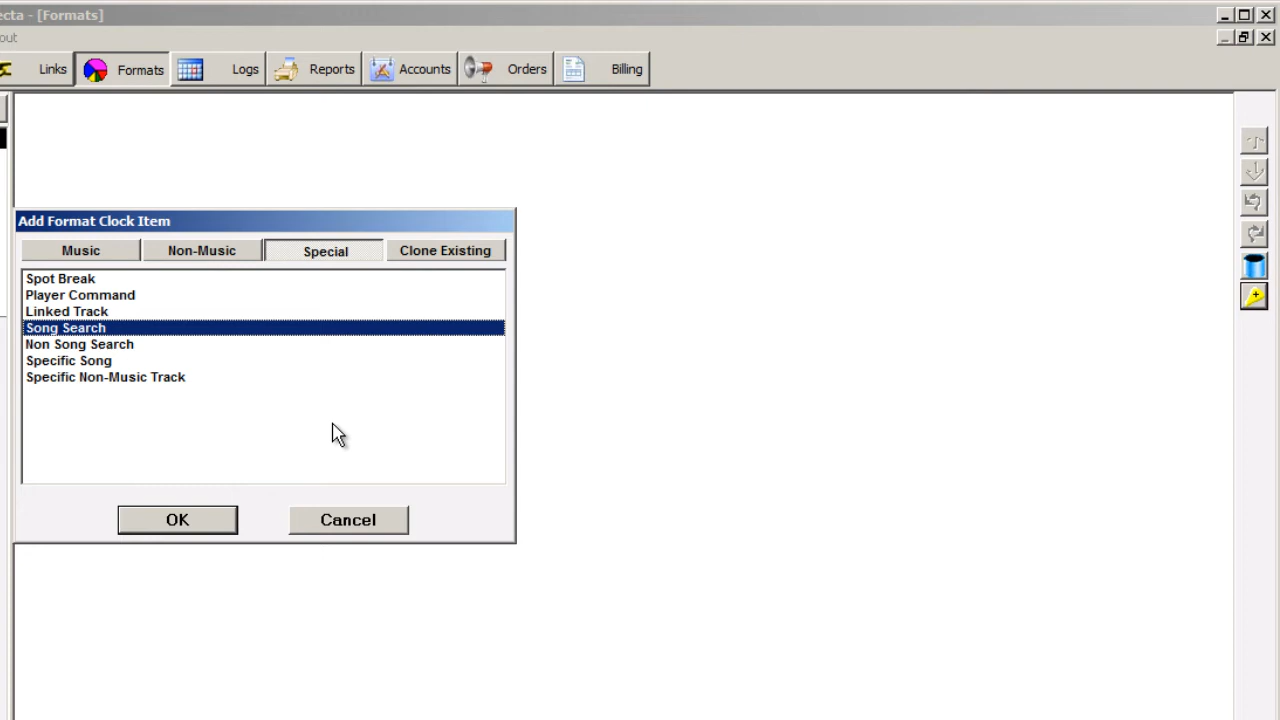 ecta - [Formats]
out
Links
Formats
Logs
Reports
Accounts
Orders
Billing
Add Format Clock Item
Music
Non-Music
Special
Clone Existing
Spot Break
Player Command
Linked Track
Song Search
Non Song Search
Specific Song
Specific Non-Music Track
OK
Cancel